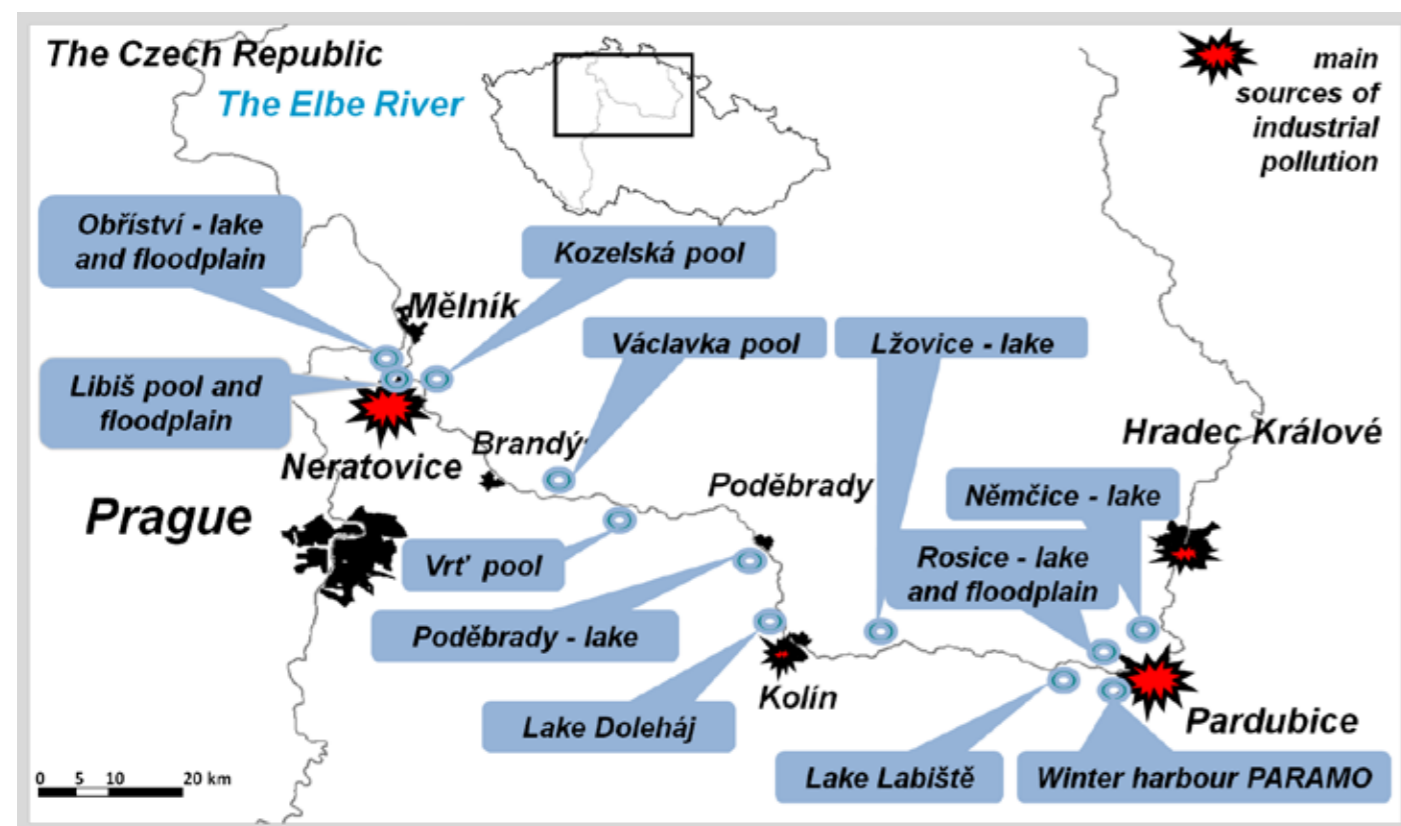 The Czech Republic
The Elbe River
main
sources of
industrial
pollution
Obříství - lake
and floodplain
Kozelská pool
Mělník
Václavka pool
Lžovice - lake
Libiš pool and
floodplain
Hradec Králové
Brandýs
Neratovice
Poděbrady
Němčice - lake
Prague
Vrť pool
Rosice - lake
and floodplain
Poděbrady - lake
Kolín
Lake Doleháj
Pardubice
Lake Labiště
Winter harbour PARAMO
0 5 10 20 km